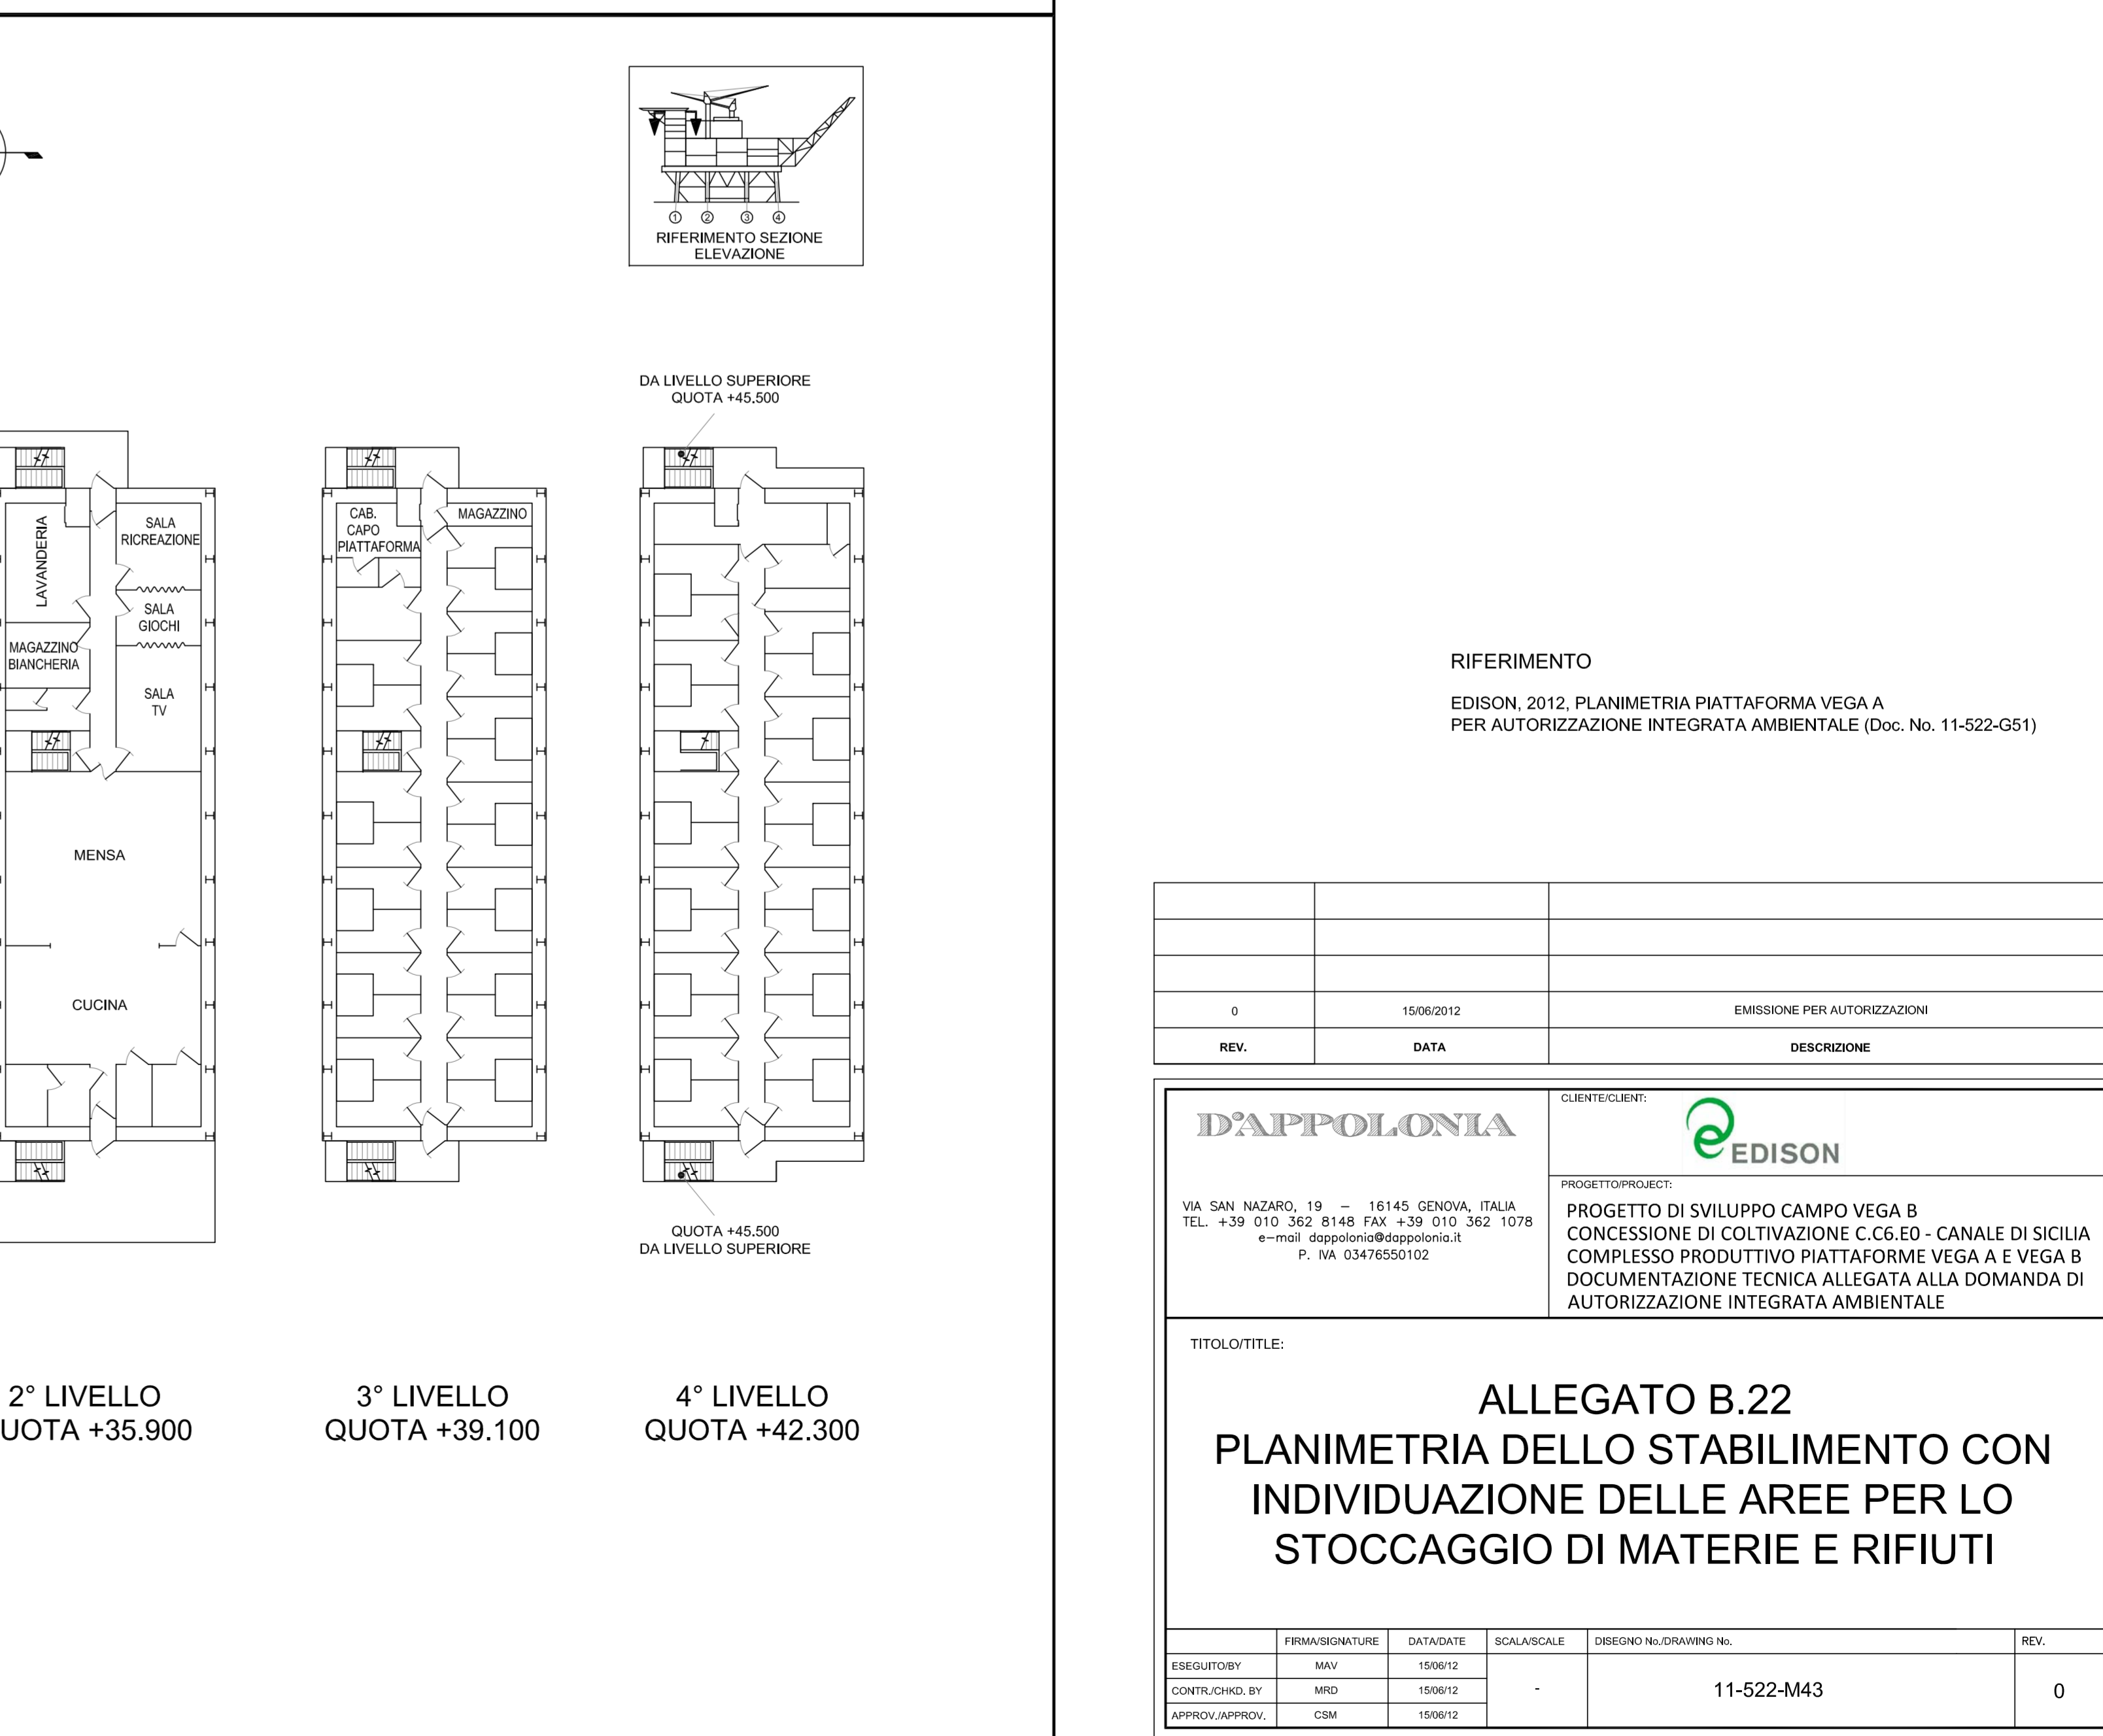 1 2 3 4
RIFERIMENTO SEZIONE
ELEVAZIONE
DA LIVELLO SUPERIORE
QUOTA +45.500
LAVANDERIA
SALA
RICREAZIONE
SALA
GIOCHI
MAGAZZINO
BIANCHERIA
SALA
TV
MENSA
CUCINA
CAB.
CAPO
PIATTAFORMA
MAGAZZINO
QUOTA +45.500
DA LIVELLO SUPERIORE
2° LIVELLO
UOTA +35.900
3° LIVELLO
QUOTA +39.100
4° LIVELLO
QUOTA +42.300
RIFERIMENTO
EDISON, 2012, PLANIMETRIA PIATTAFORMA VEGA A
PER AUTORIZZAZIONE INTEGRATA AMBIENTALE (Doc. No. 11-522-G51)
0 15/06/2012 EMISSIONE PER AUTORIZZAZIONI
REV. DATA DESCRIZIONE
D'APPOLONIA
VIA SAN NAZARO, 19 – 16145 GENOVA, ITALIA
TEL. +39 010 362 8148 FAX +39 010 362 1078
e-mail dappolonia@dappolonia.it
P. IVA 03476550102
CLIENTE/CLIENT:
EDISON
PROGETTO/PROJECT:
PROGETTO DI SVILUPPO CAMPO VEGA B
CONCESSIONE DI COLTIVAZIONE C.C6.E0 - CANALE DI SICILIA
COMPLESSO PRODUTTIVO PIATTAFORME VEGA A E VEGA B
DOCUMENTAZIONE TECNICA ALLEGATA ALLA DOMANDA DI
AUTORIZZAZIONE INTEGRATA AMBIENTALE
TITOLO/TITLE:
ALLEGATO B.22
PLANIMETRIA DELLO STABILIMENTO CON
INDIVIDUAZIONE DELLE AREE PER LO
STOCCAGGIO DI MATERIE E RIFIUTI
FIRMA/SIGNATURE DATA/DATE SCALA/SCALE DISEGNO No./DRAWING No. REV.
ESEGUITO/BY MAV 15/06/12
CONTR./CHKD. BY MRD 15/06/12 - 11-522-M43 0
APPROV./APPROV. CSM 15/06/12